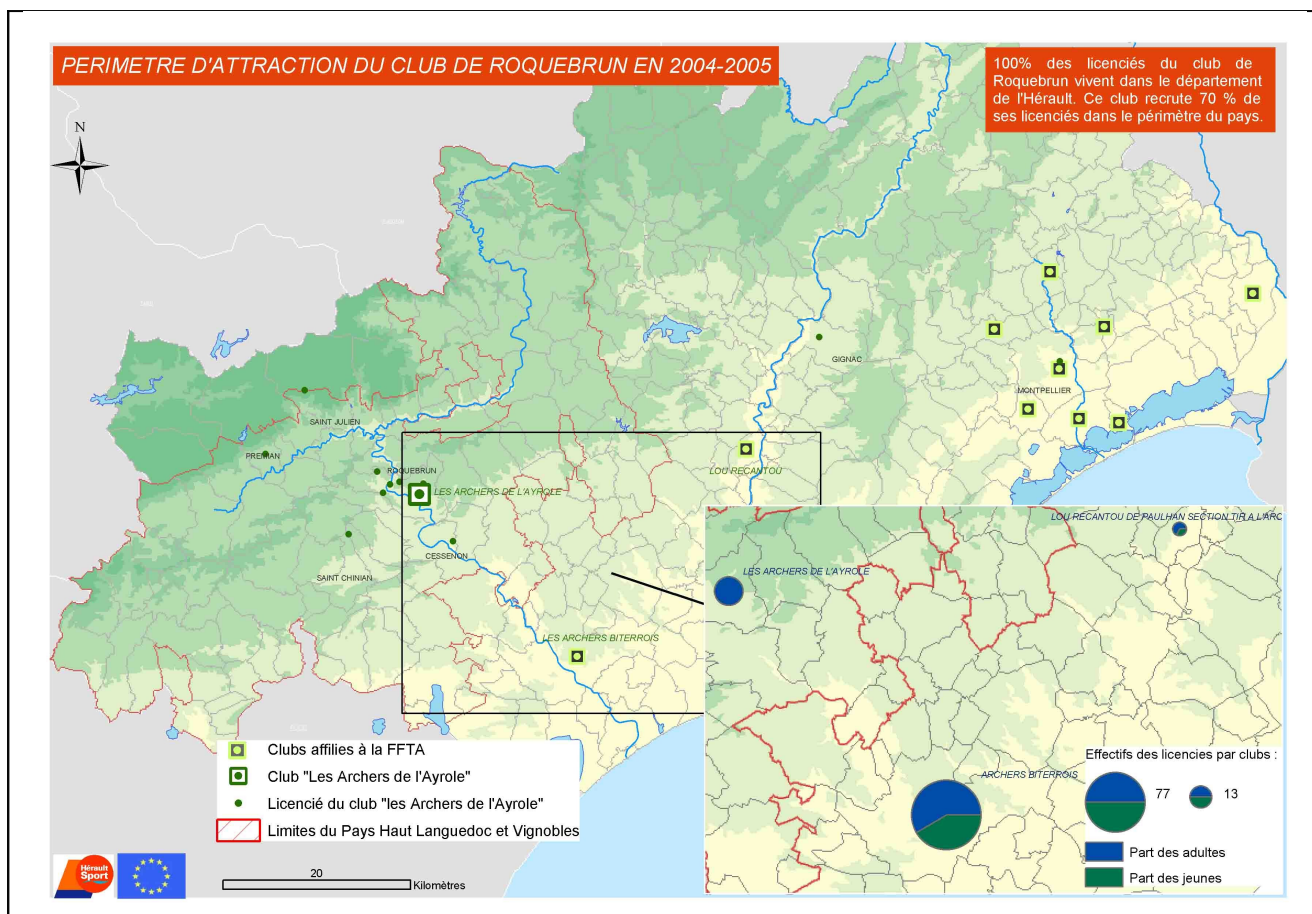 PERIMETRE D'ATTRACTION DU CLUB DE ROQUEBRUN EN 2004-2005
100% des licenciés du club de
Roquebrun vivent dans le département
de l'Hérault. Ce club recrute 70 % de
ses licenciés dans le périmètre du pays.
N
GIGNAC
MONTPELLIER
SAINT JULIEN
PREMIAN
ROQUEBRUN
LOU RECANTOU
LES ARCHERS DE L'AYROLE
CESSENON
SAINT CHINIAN
LES ARCHERS BITERROIS
LOU RECANTOU DE PAULHAN SECTION TIR A L'ARC
LES ARCHERS DE L'AYROLE
ARCHERS BITERROIS
Effectifs des licencies par clubs :
77
13
Part des adultes
Part des jeunes
Clubs affilies à la FFTA
Club "Les Archers de l'Ayrole"
Licencié du club "les Archers de l'Ayrole"
Limites du Pays Haut Languedoc et Vignobles
Hérault
Sport
20
Kilomètres